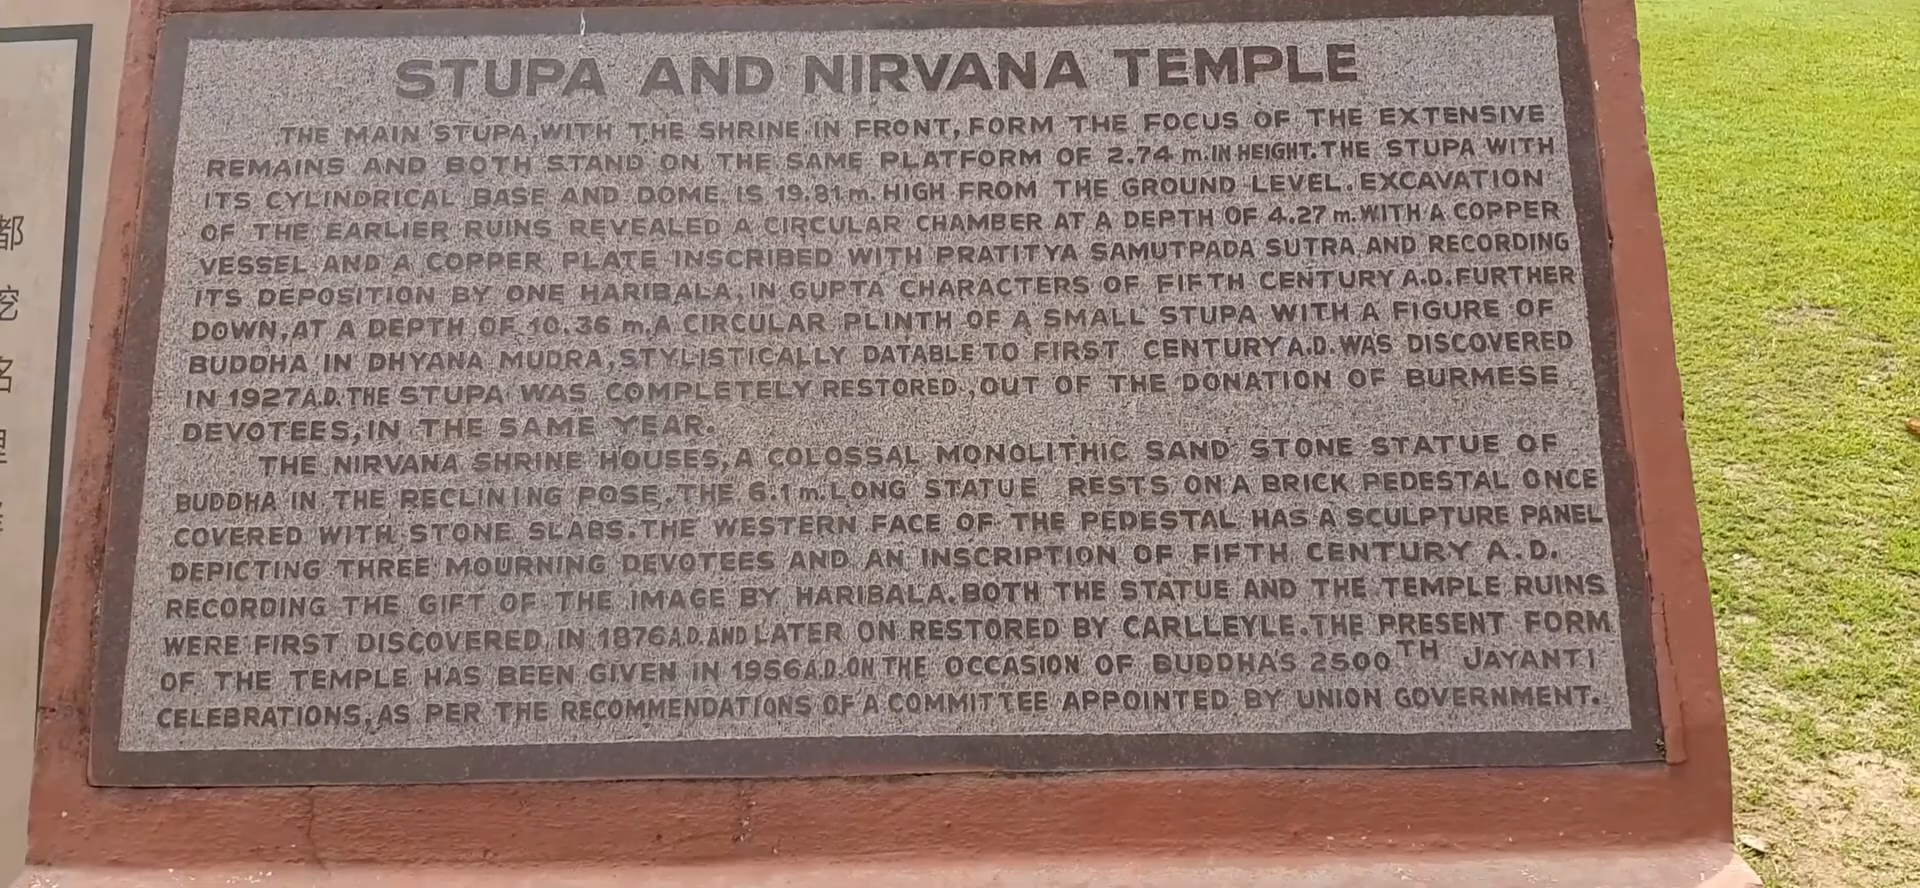 STUPA AND NIRVANA TEMPLE
THE MAIN STUPA, WITH THE SHRINE IN FRONT, FORM THE FOCUS OF THE EXTENSIVE
REMAINS AND BOTH STAND ON THE SAME PLATFORM OF 2.74 m. IN HEIGHT. THE STUPA WITH
ITS CYLINDRICAL BASE AND DOME IS 19.81 m. HIGH FROM THE GROUND LEVEL. EXCAVATION
OF THE EARLIER RUINS REVEALED A CIRCULAR CHAMBER AT A DEPTH OF 4.27 m. WITH A COPPER
VESSEL AND A COPPER PLATE INSCRIBED WITH PRATITYA SAMUTPADA SUTRA AND RECORDING
ITS DEPOSITION BY ONE HARIBALA, IN GUPTA CHARACTERS OF FIFTH CENTURY A.D. FURTHER
DOWN, AT A DEPTH OF 10.36 m. A CIRCULAR PLINTH OF A SMALL STUPA WITH A FIGURE OF
BUDDHA IN DHYANA MUDRA, STYLISTICALLY DATABLE TO FIRST CENTURY A.D. WAS DISCOVERED
IN 1927 A.D. THE STUPA WAS COMPLETELY RESTORED, OUT OF THE DONATION OF BURMESE
DEVOTEES, IN THE SAME YEAR.
THE NIRVANA SHRINE HOUSES, A COLOSSAL MONOLITHIC SAND STONE STATUE OF
BUDDHA IN THE RECLINING POSE. THE 6.1 m. LONG STATUE RESTS ON A BRICK PEDESTAL ONCE
COVERED WITH STONE SLABS. THE WESTERN FACE OF THE PEDESTAL HAS A SCULPTURE PANEL
DEPICTING THREE MOURNING DEVOTEES AND AN INSCRIPTION OF FIFTH CENTURY A.D.
RECORDING THE GIFT OF THE IMAGE BY HARIBALA. BOTH THE STATUE AND THE TEMPLE RUINS
WERE FIRST DISCOVERED IN 1876 A.D. AND LATER ON RESTORED BY CARLLEYLE. THE PRESENT FORM
OF THE TEMPLE HAS BEEN GIVEN IN 1956 A.D. ON THE OCCASION OF BUDDHA'S 2500TH JAYANTI
CELEBRATIONS, AS PER THE RECOMMENDATIONS OF A COMMITTEE APPOINTED BY UNION GOVERNMENT.